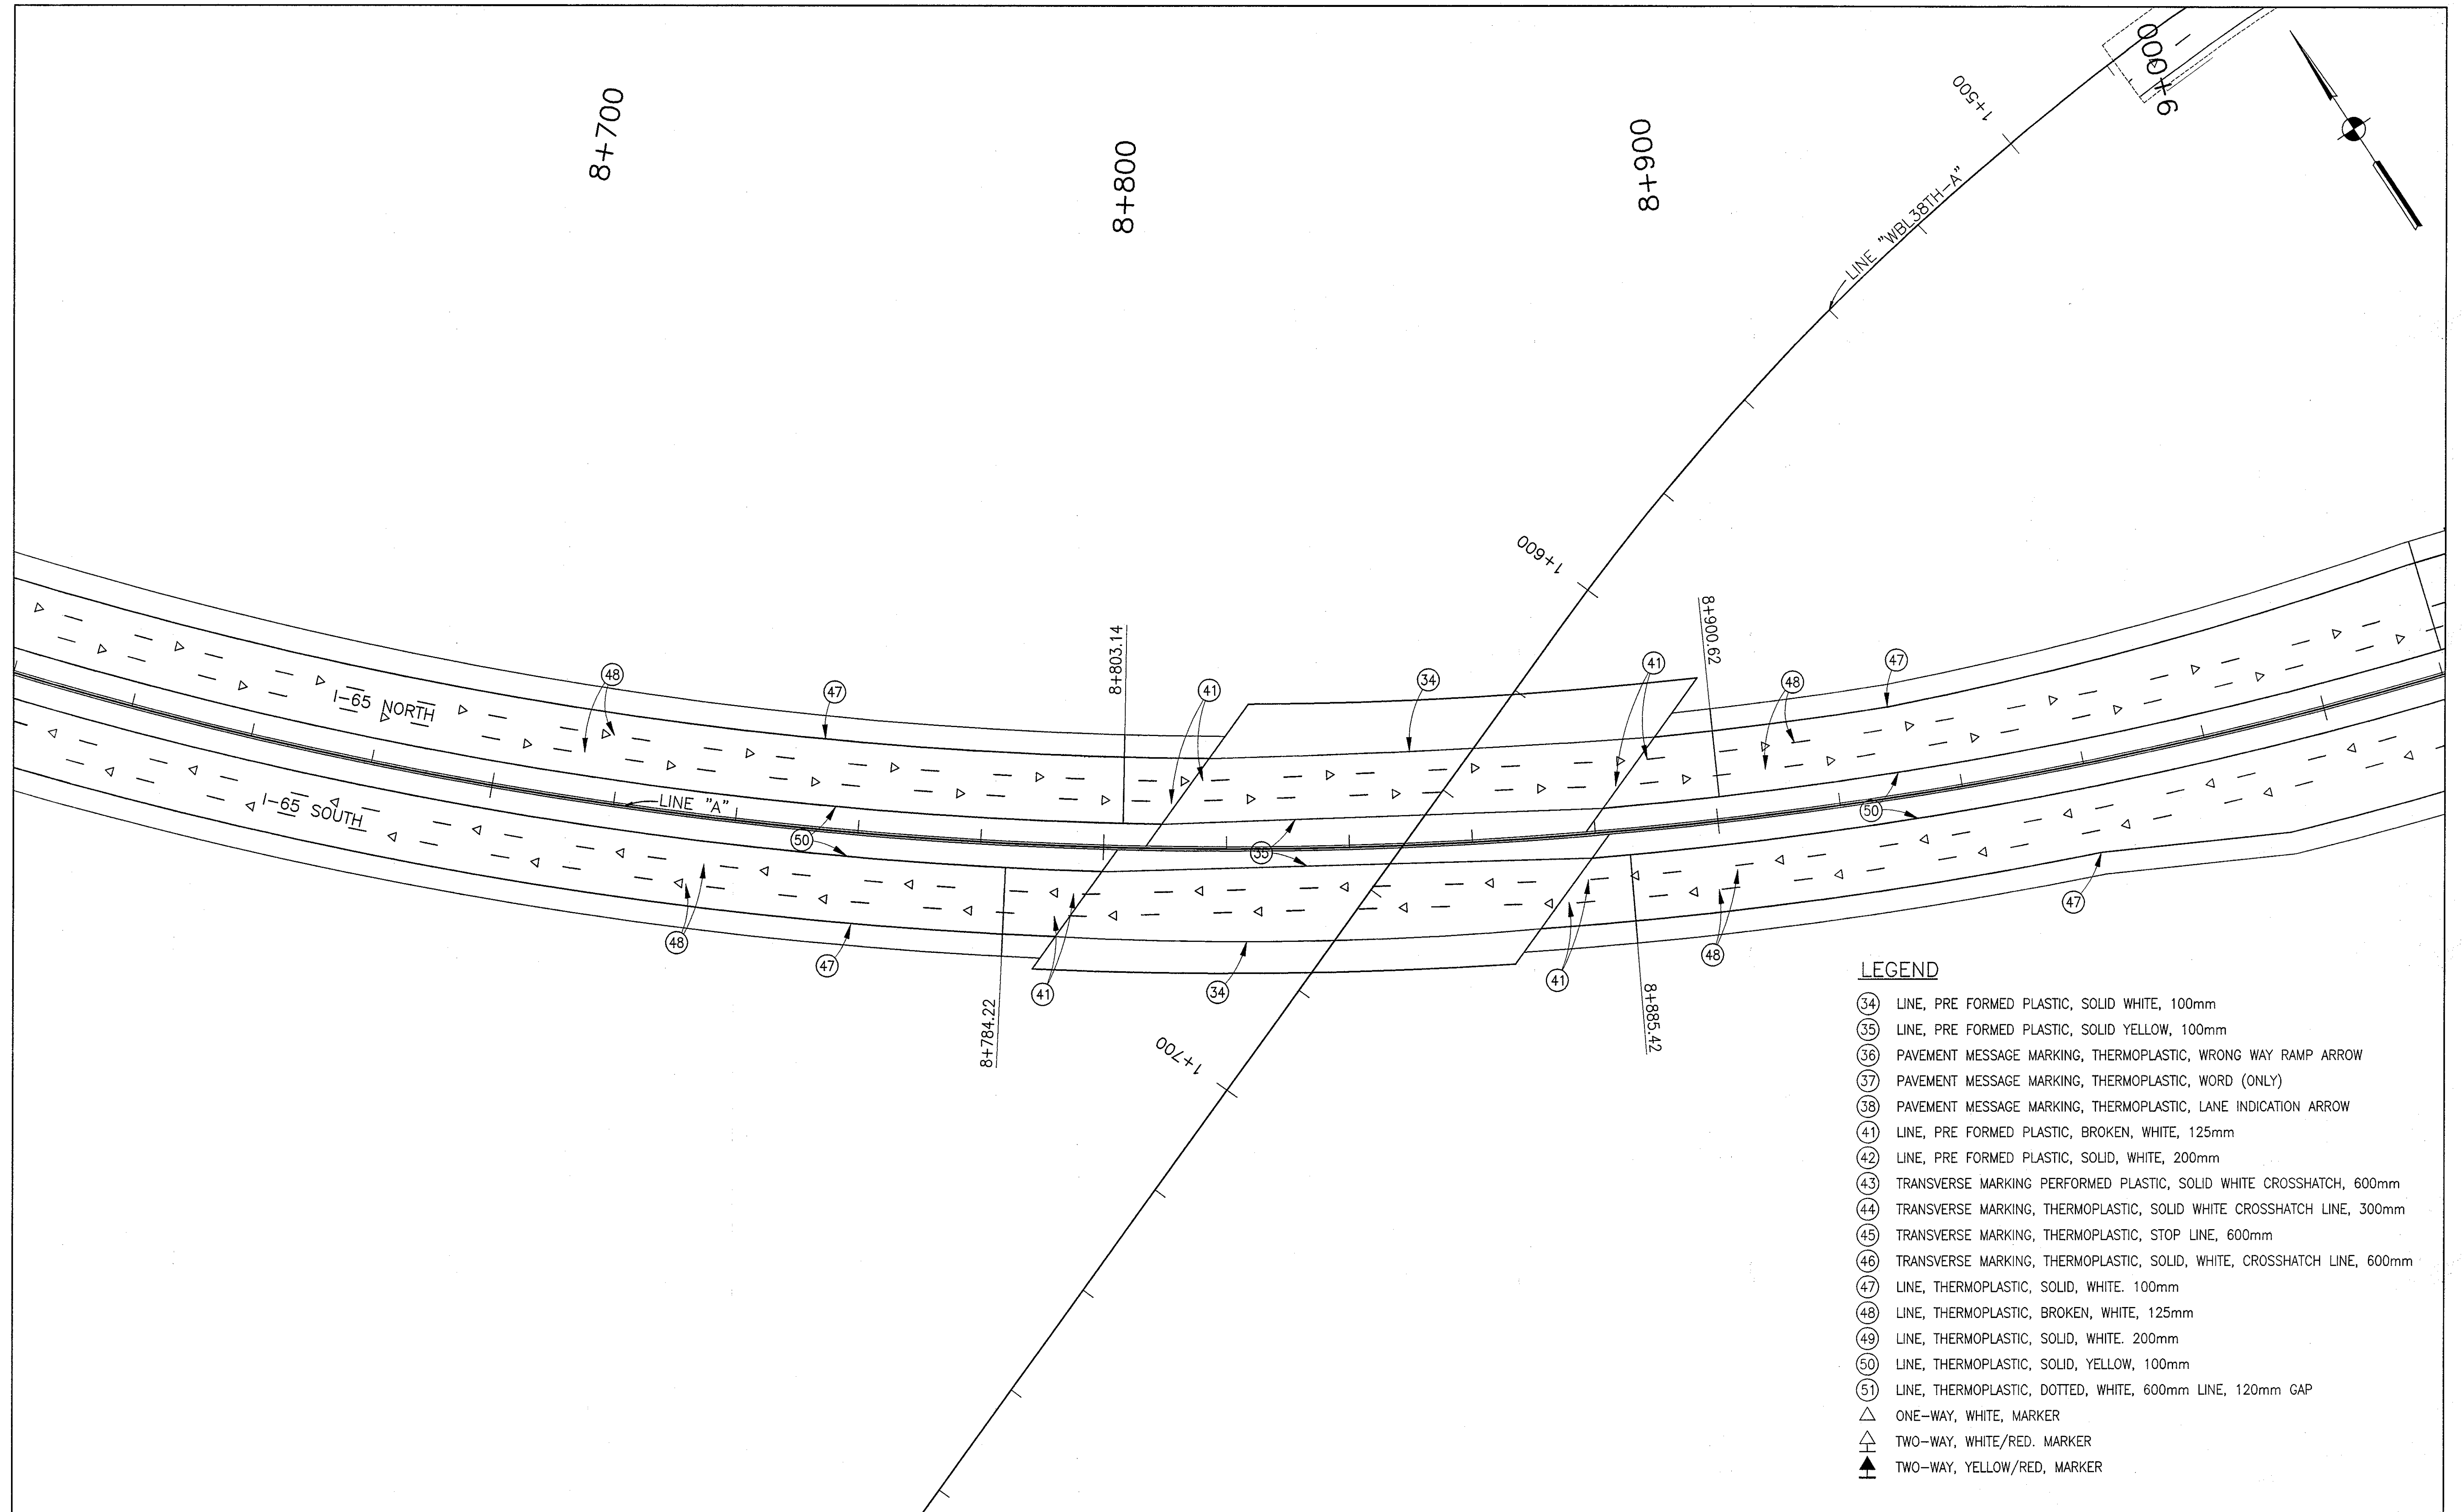 8+700
8+800
8+900
9+000
1+500
LINE "WBL38TH-A"
1+600
8+803.14
8+900.62
48
47
41
34
41
48
47
I-65 NORTH
I-65 SOUTH
LINE "A"
50
35
50
48
47
41
34
41
48
47
8+784.22
8+885.42
1+700
LEGEND
34 LINE, PRE FORMED PLASTIC, SOLID WHITE, 100mm
35 LINE, PRE FORMED PLASTIC, SOLID YELLOW, 100mm
36 PAVEMENT MESSAGE MARKING, THERMOPLASTIC, WRONG WAY RAMP ARROW
37 PAVEMENT MESSAGE MARKING, THERMOPLASTIC, WORD (ONLY)
38 PAVEMENT MESSAGE MARKING, THERMOPLASTIC, LANE INDICATION ARROW
41 LINE, PRE FORMED PLASTIC, BROKEN, WHITE, 125mm
42 LINE, PRE FORMED PLASTIC, SOLID, WHITE, 200mm
43 TRANSVERSE MARKING PERFORMED PLASTIC, SOLID WHITE CROSSHATCH, 600mm
44 TRANSVERSE MARKING, THERMOPLASTIC, SOLID WHITE CROSSHATCH LINE, 300mm
45 TRANSVERSE MARKING, THERMOPLASTIC, STOP LINE, 600mm
46 TRANSVERSE MARKING, THERMOPLASTIC, SOLID, WHITE, CROSSHATCH LINE, 600mm
47 LINE, THERMOPLASTIC, SOLID, WHITE. 100mm
48 LINE, THERMOPLASTIC, BROKEN, WHITE, 125mm
49 LINE, THERMOPLASTIC, SOLID, WHITE. 200mm
50 LINE, THERMOPLASTIC, SOLID, YELLOW, 100mm
51 LINE, THERMOPLASTIC, DOTTED, WHITE, 600mm LINE, 120mm GAP
ONE-WAY, WHITE, MARKER
TWO-WAY, WHITE/RED. MARKER
TWO-WAY, YELLOW/RED, MARKER